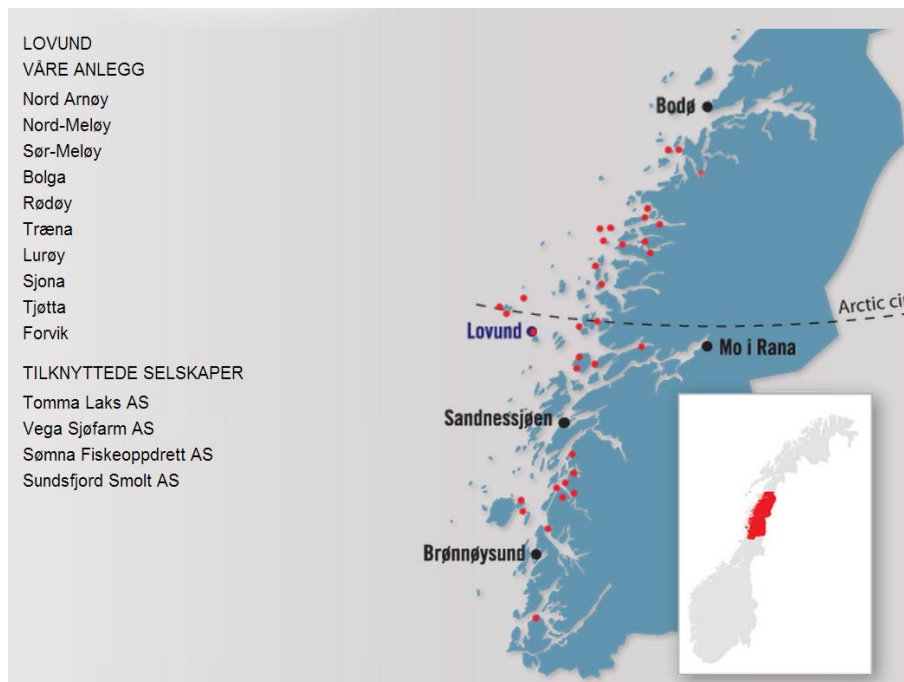 LOVUND
VÅRE ANLEGG
Nord Arnøy
Nord-Meløy
Sør-Meløy
Bolga
Rødøy
Træna
Lurøy
Sjona
Tjøtta
Forvik
TILKNYTTEDE SELSKAPER
Tomma Laks AS
Vega Sjøfarm AS
Sømna Fiskeoppdrett AS
Sundsfjord Smolt AS
Bodø
Arctic cir
Lovund
Mo i Rana
Sandnessjøen
Brønnøysund